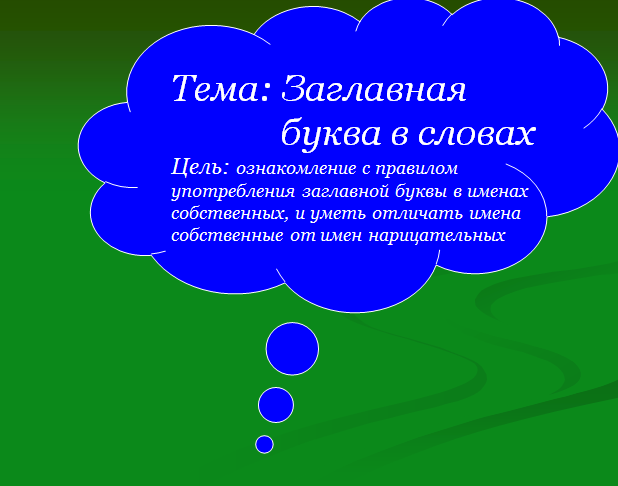 Тема: Заглавная
буква в словах
Цель: ознакомление с правилом
употребления заглавной буквы в именах
собственных, и уметь отличать имена
собственные от имен нарицательных